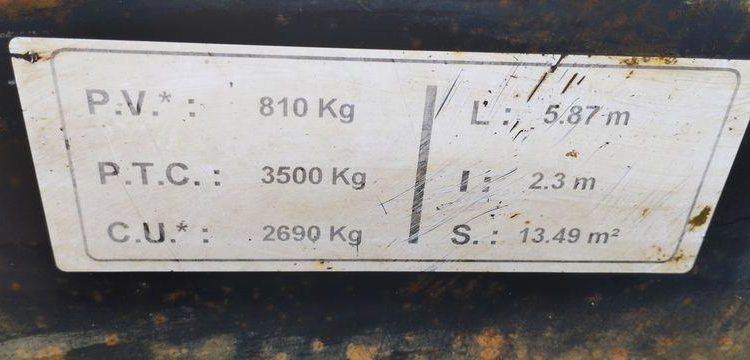 P.V.* : 810 Kg
P.T.C. : 3500 Kg
C.U.* : 2690 Kg
L : 5.87 m
l : 2.3 m
S. : 13.49 m²